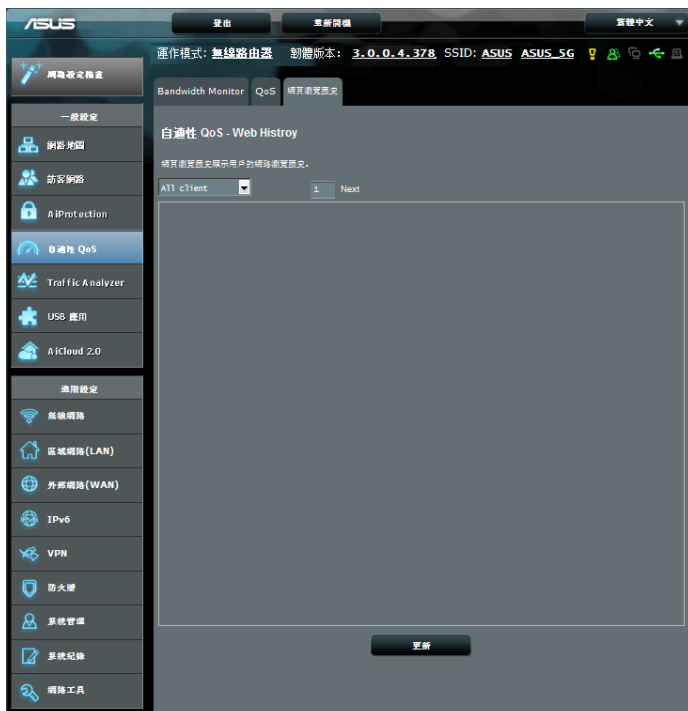 ASUS
登出
重新開機
繁體中文
運作模式: 無線路由器 韌體版本: 3.0.0.4.378 SSID: ASUS ASUS_5G
網路設定精靈
Bandwidth Monitor QoS 網頁瀏覽歷史
一般設定
自適性 QoS - Web Histroy
網路地圖
網頁瀏覽歷史顯示用戶的網路瀏覽歷史。
訪客網路
All client 1 Next
AiProtection
自適性 QoS
Traffic Analyzer
USB 應用
AiCloud 2.0
進階設定
無線網路
區域網路(LAN)
外部網路(WAN)
IPv6
VPN
防火牆
系統管理
更新
系統紀錄
網路工具